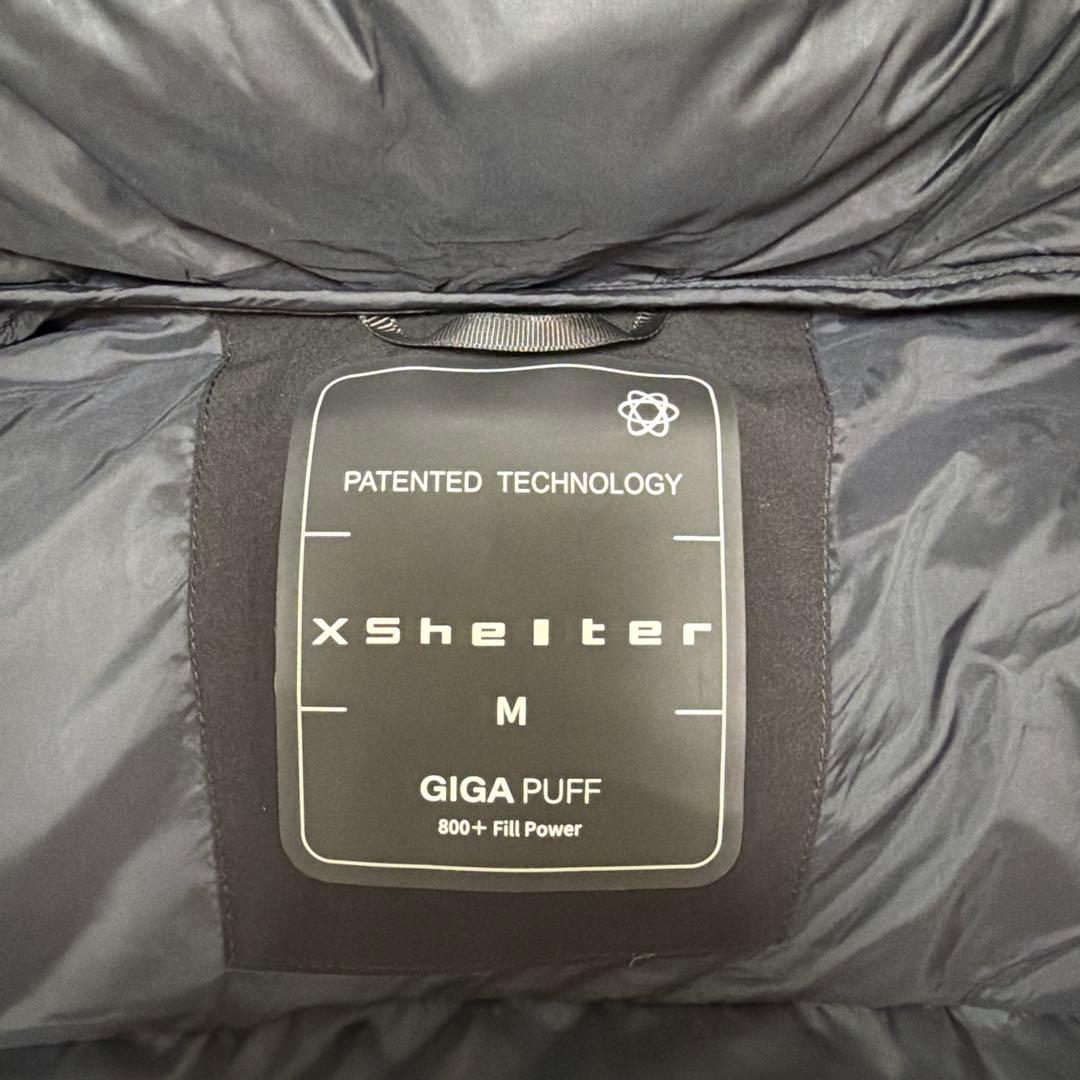 PATENTED TECHNOLOGY
XShelter
M
GIGA PUFF
800+ Fill Power